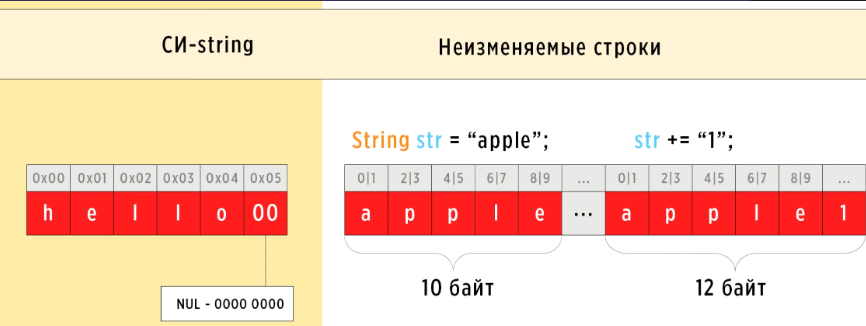 СИ-string
Неизменяемые строки
String str = “apple”;
str += “1”;
0x00 0x01 0x02 0x03 0x04 0x05
h e l l o 00
NUL - 0000 0000
0|1 2|3 4|5 6|7 8|9 ... 0|1 2|3 4|5 6|7 8|9 ...
a p p l e ... a p p l e 1
10 байт
12 байт